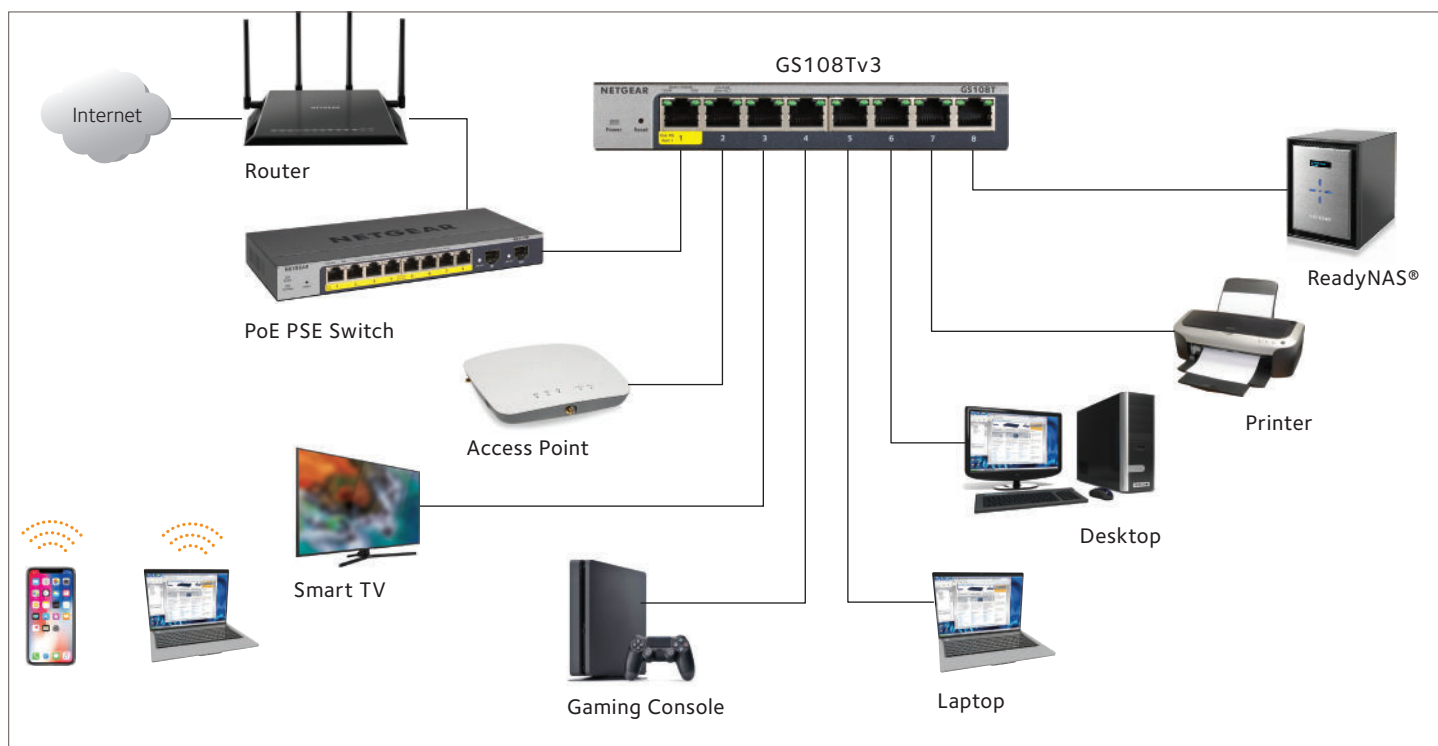 GS108Tv3
Internet
NETGEAR
GS108T
Power
Reset
1 2 3 4 5 6 7 8
Router
NETGEAR
NETGEAR
PoE PSE Switch
ReadyNAS®
Access Point
Printer
Smart TV
Desktop
Gaming Console
Laptop